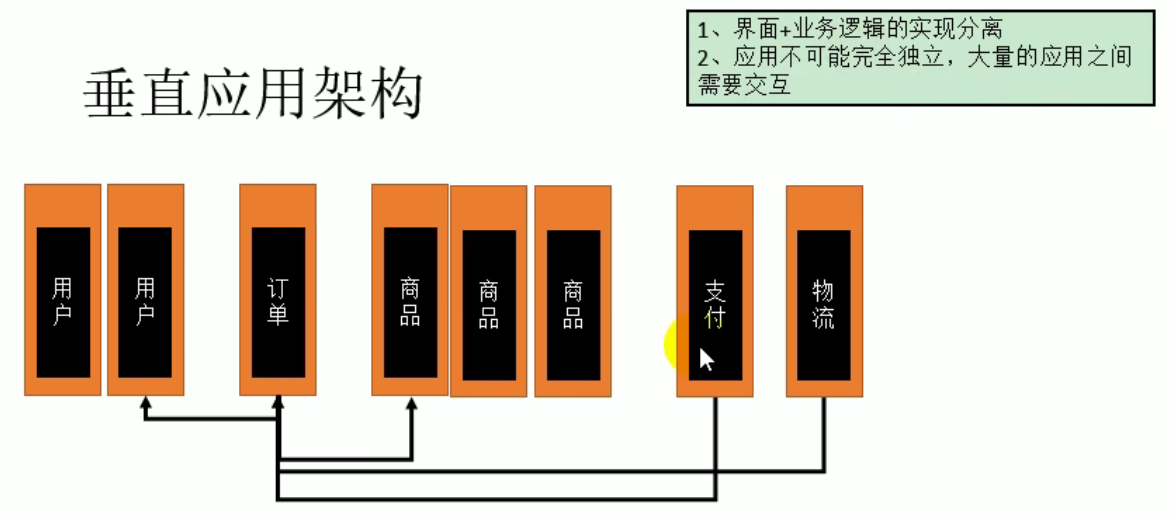 1、界面+业务逻辑的实现分离
2、应用不可能完全独立，大量的应用之间
需要交互
垂直应用架构
用户
用户
订单
商品
商品
商品
支付
物流